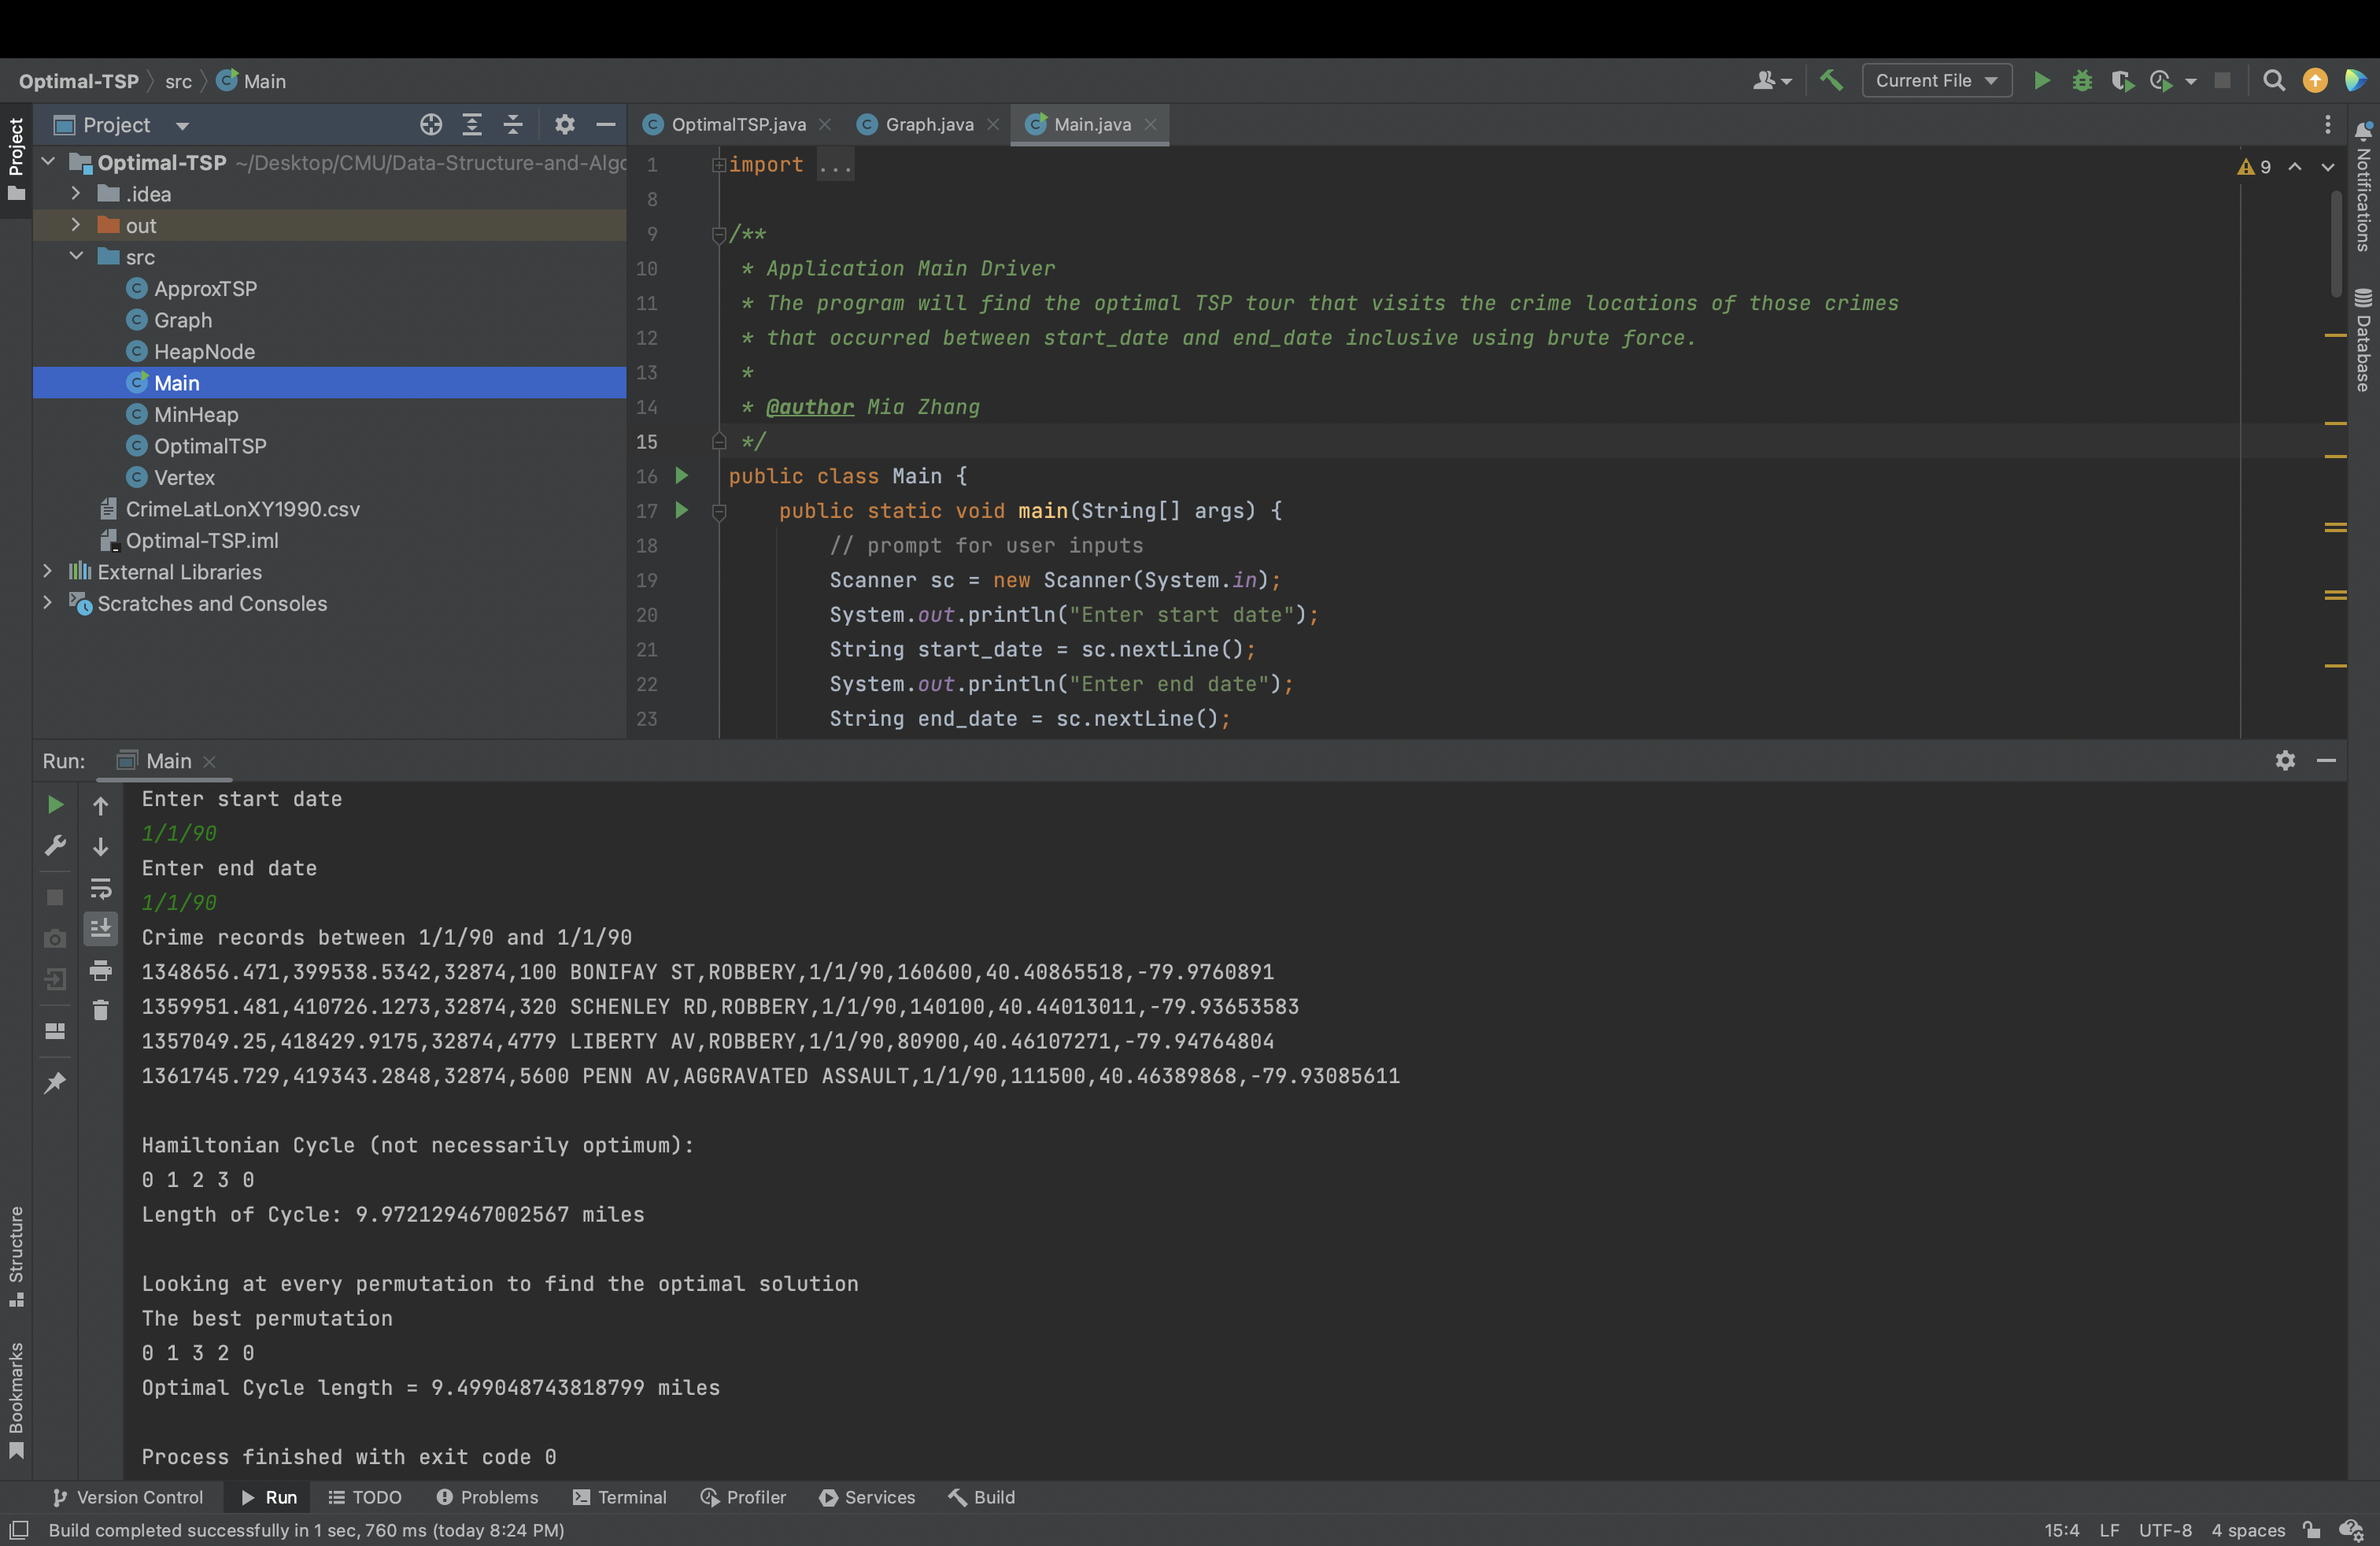 Optimal-TSP src Main
Current File
Project
OptimalTSP.java Graph.java Main.java
Project
Optimal-TSP ~/Desktop/CMU/Data-Structure-and-Algo
.idea
out
src
ApproxTSP
Graph
HeapNode
Main
MinHeap
OptimalTSP
Vertex
CrimeLatLonXY1990.csv
Optimal-TSP.iml
External Libraries
Scratches and Consoles
9
1 import ...
8
9 /**
10 * Application Main Driver
11 * The program will find the optimal TSP tour that visits the crime locations of those crimes
12 * that occurred between start_date and end_date inclusive using brute force.
13 *
14 * @author Mia Zhang
15 */
16 public class Main {
17 public static void main(String[] args) {
18 // prompt for user inputs
19 Scanner sc = new Scanner(System.in);
20 System.out.println("Enter start date");
21 String start_date = sc.nextLine();
22 System.out.println("Enter end date");
23 String end_date = sc.nextLine();
Notifications
Database
Run: Main
Enter start date
1/1/90
Enter end date
1/1/90
Crime records between 1/1/90 and 1/1/90
1348656.471,399538.5342,32874,100 BONIFAY ST,ROBBERY,1/1/90,160600,40.40865518,-79.9760891
1359951.481,410726.1273,32874,320 SCHENLEY RD,ROBBERY,1/1/90,140100,40.44013011,-79.93653583
1357049.25,418429.9175,32874,4779 LIBERTY AV,ROBBERY,1/1/90,80900,40.46107271,-79.94764804
1361745.729,419343.2848,32874,5600 PENN AV,AGGRAVATED ASSAULT,1/1/90,111500,40.46389868,-79.93085611
Hamiltonian Cycle (not necessarily optimum):
0 1 2 3 0
Length of Cycle: 9.972129467002567 miles
Looking at every permutation to find the optimal solution
The best permutation
0 1 3 2 0
Optimal Cycle length = 9.499048743818799 miles
Process finished with exit code 0
Structure
Bookmarks
Version Control Run TODO Problems Terminal Profiler Services Build
Build completed successfully in 1 sec, 760 ms (today 8:24 PM)
15:4 LF UTF-8 4 spaces